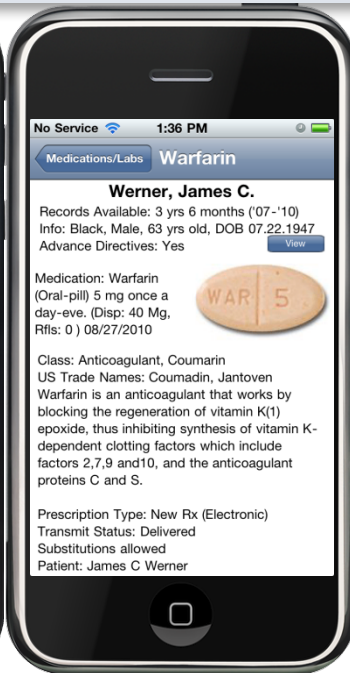 No Service 1:36 PM
Medications/Labs Warfarin
Werner, James C.
Records Available: 3 yrs 6 months ('07-'10)
Info: Black, Male, 63 yrs old, DOB 07.22.1947
Advance Directives: Yes View
Medication: Warfarin
(Oral-pill) 5 mg once a
day-eve. (Disp: 40 Mg,
Rfls: 0 ) 08/27/2010
WAR 5
Class: Anticoagulant, Coumarin
US Trade Names: Coumadin, Jantoven
Warfarin is an anticoagulant that works by
blocking the regeneration of vitamin K(1)
epoxide, thus inhibiting synthesis of vitamin K-
dependent clotting factors which include
factors 2,7,9 and10, and the anticoagulant
proteins C and S.
Prescription Type: New Rx (Electronic)
Transmit Status: Delivered
Substitutions allowed
Patient: James C Werner